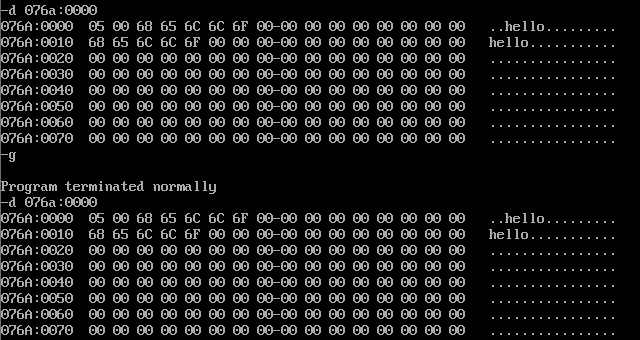 -d 076a:0000
076A:0000  05 00 68 65 6C 6C 6F 00-00 00 00 00 00 00 00 00   ..hello.........
076A:0010  68 65 6C 6C 6F 00 00 00-00 00 00 00 00 00 00 00   hello...........
076A:0020  00 00 00 00 00 00 00 00-00 00 00 00 00 00 00 00   ................
076A:0030  00 00 00 00 00 00 00 00-00 00 00 00 00 00 00 00   ................
076A:0040  00 00 00 00 00 00 00 00-00 00 00 00 00 00 00 00   ................
076A:0050  00 00 00 00 00 00 00 00-00 00 00 00 00 00 00 00   ................
076A:0060  00 00 00 00 00 00 00 00-00 00 00 00 00 00 00 00   ................
076A:0070  00 00 00 00 00 00 00 00-00 00 00 00 00 00 00 00   ................
-g
Program terminated normally
-d 076a:0000
076A:0000  05 00 68 65 6C 6C 6F 00-00 00 00 00 00 00 00 00   ..hello.........
076A:0010  68 65 6C 6C 6F 00 00 00-00 00 00 00 00 00 00 00   hello...........
076A:0020  00 00 00 00 00 00 00 00-00 00 00 00 00 00 00 00   ................
076A:0030  00 00 00 00 00 00 00 00-00 00 00 00 00 00 00 00   ................
076A:0040  00 00 00 00 00 00 00 00-00 00 00 00 00 00 00 00   ................
076A:0050  00 00 00 00 00 00 00 00-00 00 00 00 00 00 00 00   ................
076A:0060  00 00 00 00 00 00 00 00-00 00 00 00 00 00 00 00   ................
076A:0070  00 00 00 00 00 00 00 00-00 00 00 00 00 00 00 00   ................